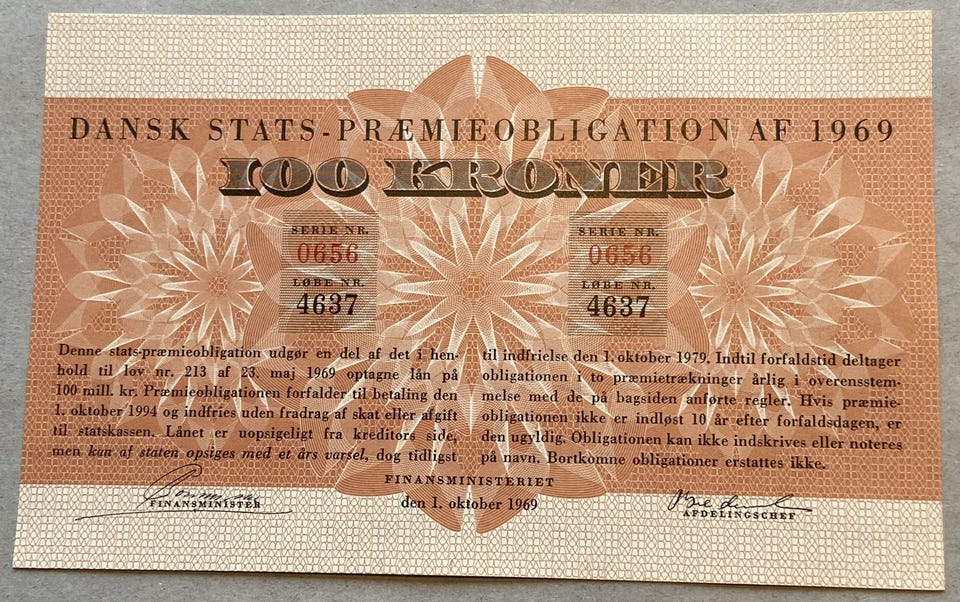 DANSK STATS-PRÆMIEOBLIGATION AF 1969
100 KRONER
SERIE NR.
0656
LØBE NR.
4637
SERIE NR.
0656
LØBE NR.
4637
Denne stats-præmieobligation udgør en del af det i hen-
hold til lov nr. 213 af 23. maj 1969 optagne lån på
100 mill. kr. Præmieobligationen forfalder til betaling den
1. oktober 1994 og indfries uden fradrag af skat eller afgift
til statskassen. Lånet er uopsigeligt fra kreditors side,
men kan af staten opsiges med et års varsel, dog tidligst
til indfrielse den 1. oktober 1979. Indtil forfaldstid deltager
obligationen i to præmietrækninger årlig i overensstem-
melse med de på bagsiden anførte regler. Hvis præmie-
obligationen ikke er indløst 10 år efter forfaldsdagen, er
den ugyldig. Obligationen kan ikke indskrives eller noteres
på navn. Bortkomne obligationer erstattes ikke.
FINANSMINISTERIET
den 1. oktober 1969
FINANSMINISTER
AFDELINGSCHEF